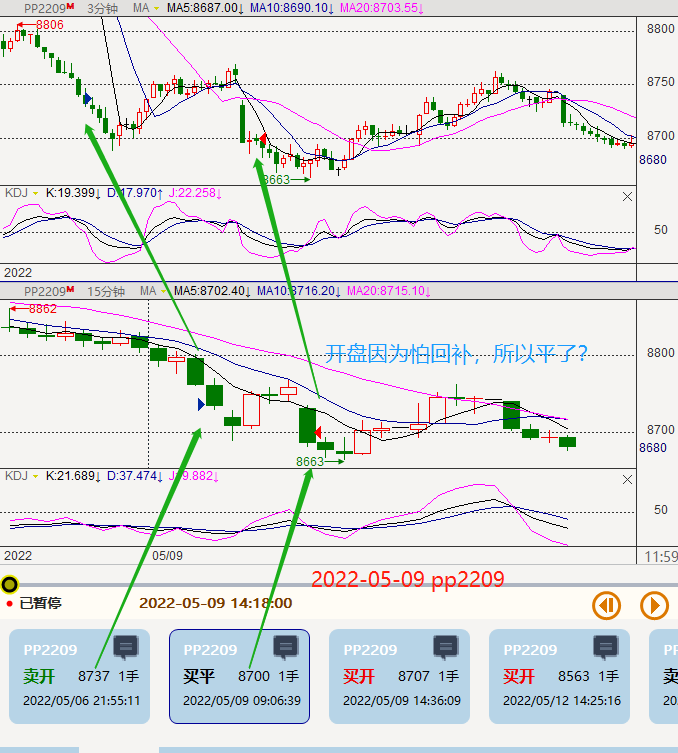 PP2209M 3分钟 MA MA5:8687.00↓ MA10:8690.10↓ MA20:8703.55↓
8806
8800
8750
8700
8680
8663
KDJ K:19.399↓ D:17.970↑ J:22.258↓
50
2022
PP2209M 15分钟 MA MA5:8702.40↓ MA10:8716.20↓ MA20:8715.10↓
8862
开盘因为怕回补，所以平了？
8800
8700
8680
8663
KDJ K:21.689↓ D:37.474↓ J:-9.882↓
50
2022 05/09 11:59
2022-05-09 pp2209
已暂停 2022-05-09 14:18:00
PP2209 PP2209 PP2209 PP2209 P
卖开 8737 1手 买平 8700 1手 买开 8707 1手 买开 8563 1手 卖
2022/05/06 21:55:11 2022/05/09 09:06:39 2022/05/09 14:36:09 2022/05/12 14:25:16 20